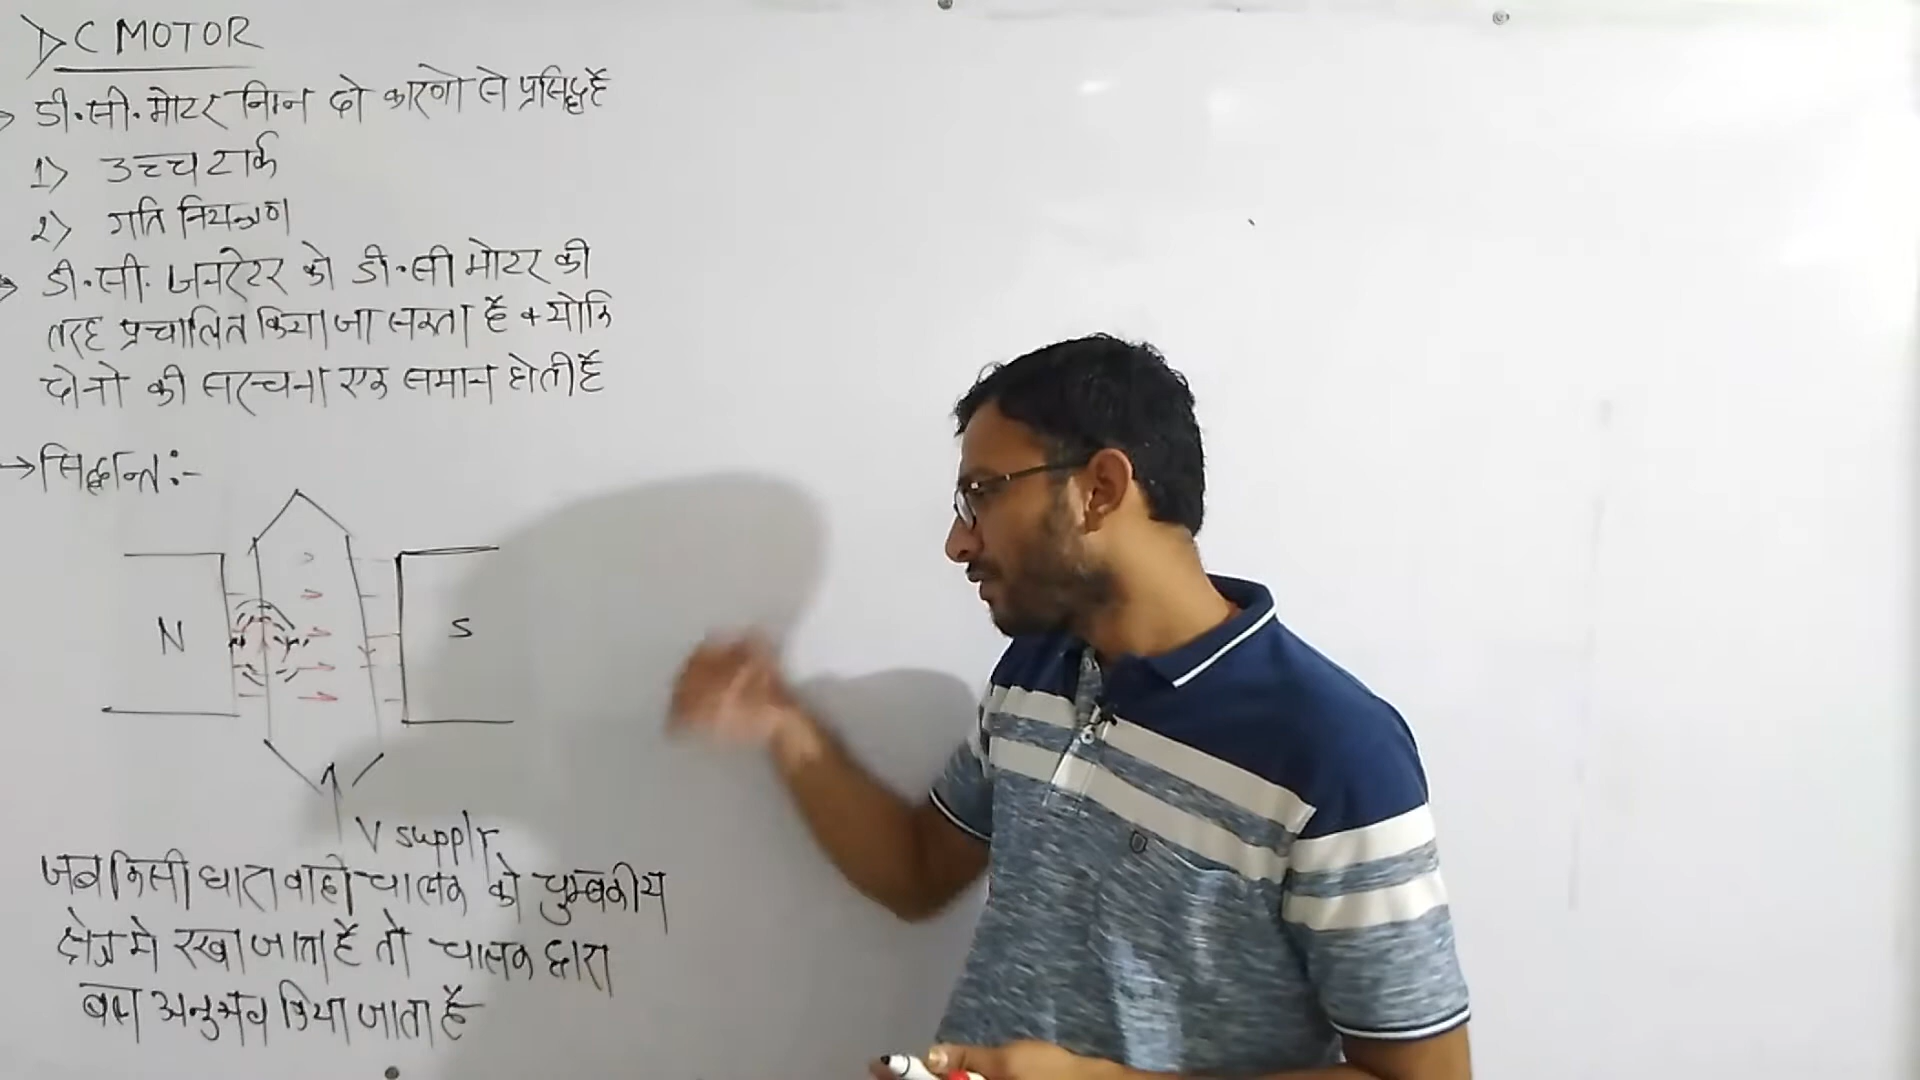 DC MOTOR
डी.सी. मोटर निम्न दो कारणो से प्रसिद्ध है
1> उच्च टार्क
2> गति नियन्त्रण
डी.सी. जनरेटर को डी.सी मोटर की
तरह प्रचालित किया जा सकता है क्योकि
दोनो की सरचना एक समान होती है
→ सिद्धान्त :-
N
S
V supply
जब किसी धारा वाही चालक को चुम्बकीय
क्षेत्र मे रखा जाता है तो चालक द्वारा
बल अनुभव किया जाता है